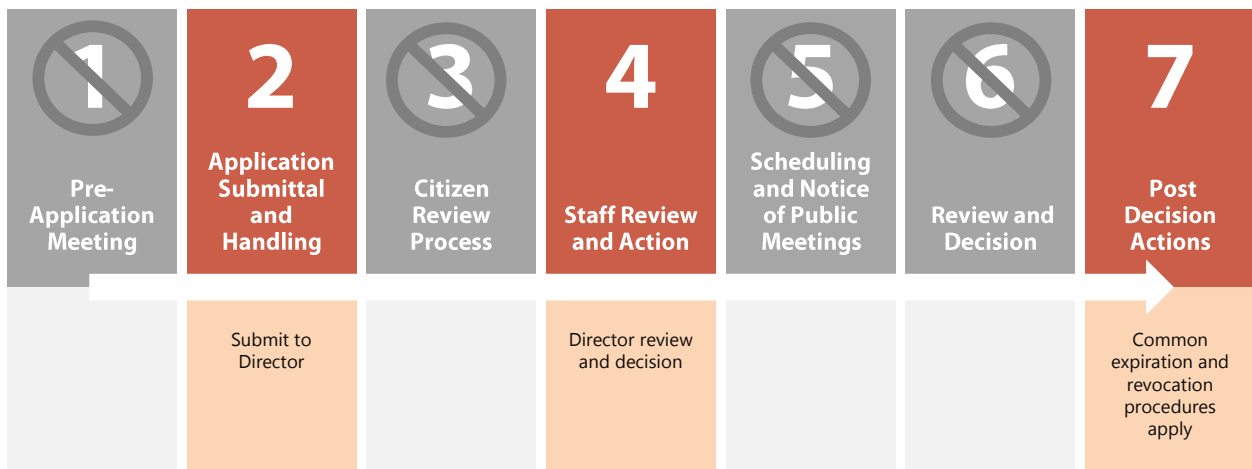 1
Pre-
Application
Meeting
2
Application
Submittal
and
Handling
Submit to
Director
3
Citizen
Review
Process
4
Staff Review
and Action
Director review
and decision
5
Scheduling
and Notice
of Public
Meetings
6
Review and
Decision
7
Post
Decision
Actions
Common
expiration and
revocation
procedures
apply